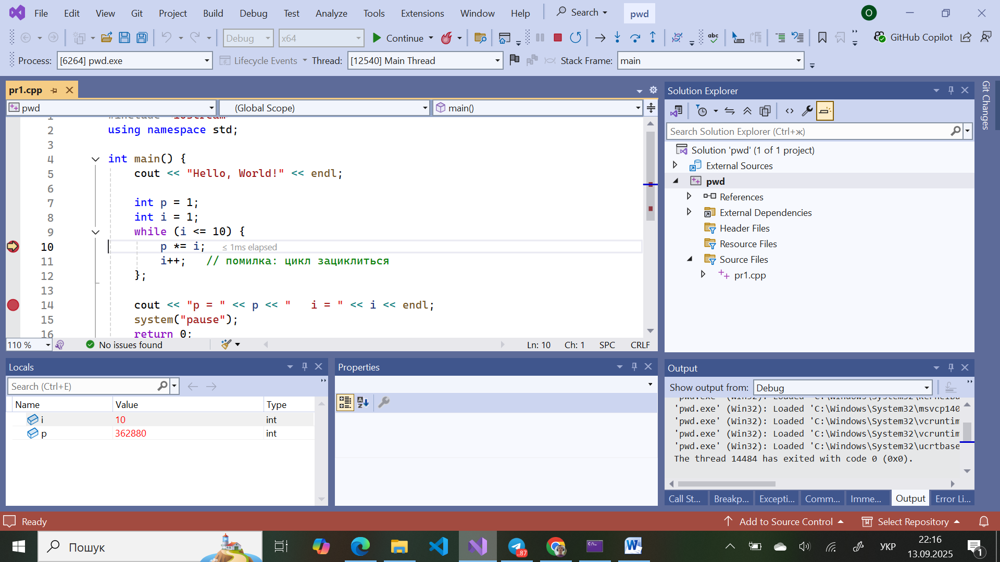 File Edit View Git Project Build Debug Test Analyze Tools Extensions Window Help Search pwd O
Debug x64 Continue abc GitHub Copilot
Process: [6264] pwd.exe Lifecycle Events Thread: [12540] Main Thread Stack Frame: main
pr1.cpp
pwd (Global Scope) main()
2 using namespace std;
3
4 int main() {
5 cout << "Hello, World!" << endl;
6
7 int p = 1;
8 int i = 1;
9 while (i <= 10) {
10 p *= i; ≤ 1ms elapsed
11 i++; // помилка: цикл зациклиться
12 };
13
14 cout << "p = " << p << "   i = " << i << endl;
15 system("pause");
16 return 0;
110 % No issues found Ln: 10 Ch: 1 SPC CRLF
Solution Explorer
Search Solution Explorer (Ctrl+ж)
Solution 'pwd' (1 of 1 project)
External Sources
pwd
References
External Dependencies
Header Files
Resource Files
Source Files
pr1.cpp
Git Changes
Locals
Search (Ctrl+E)
Name Value Type
i 10 int
p 362880 int
Properties
Output
Show output from: Debug
'pwd.exe' (Win32): Loaded 'C:\Windows\System32\msvcp140
'pwd.exe' (Win32): Loaded 'C:\Windows\System32\vcruntim
'pwd.exe' (Win32): Loaded 'C:\Windows\System32\vcruntim
'pwd.exe' (Win32): Loaded 'C:\Windows\System32\ucrtbase
The thread 14484 has exited with code 0 (0x0).
Call St... Breakp... Excepti... Comm... Imme... Output Error Li...
Ready Add to Source Control Select Repository
Пошук ..87 УКР 22:16
13.09.2025 1